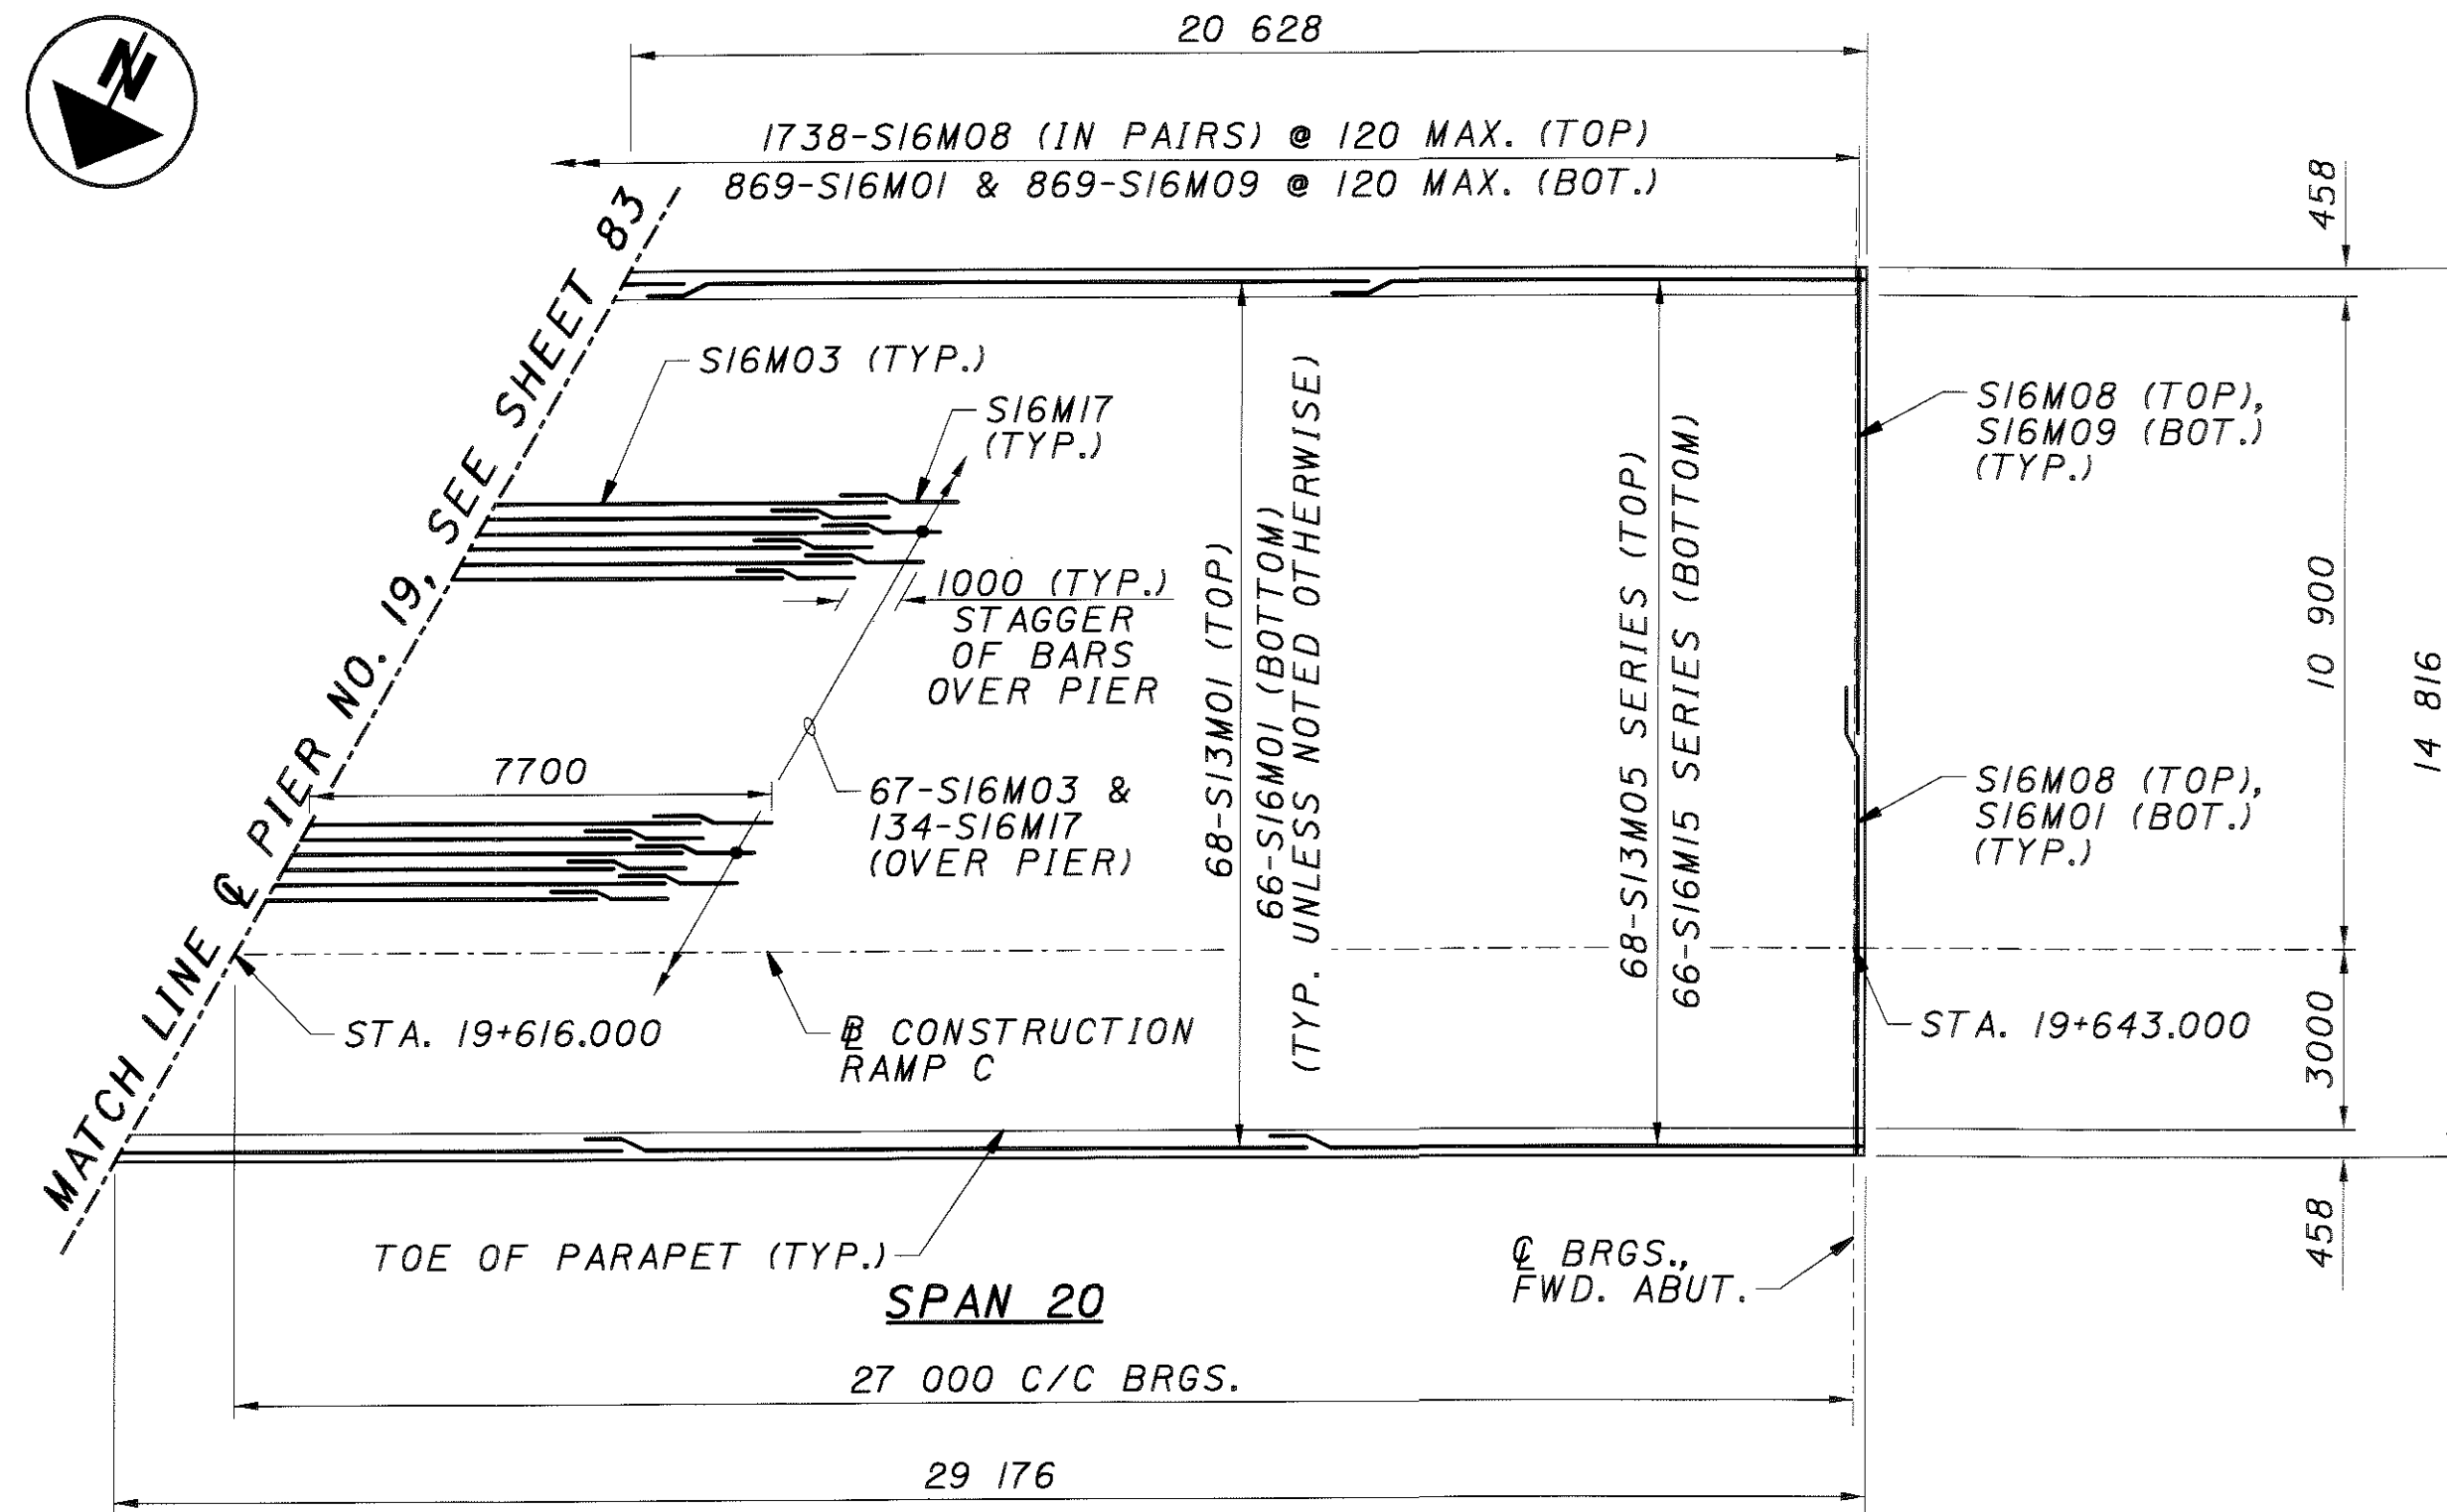 N
20 628
1738-S16M08 (IN PAIRS) @ 120 MAX. (TOP)
869-S16M01 & 869-S16M09 @ 120 MAX. (BOT.)
458
MATCH LINE ℄ PIER NO. 19, SEE SHEET 83
S16M03 (TYP.)
S16M17
(TYP.)
1000 (TYP.)
STAGGER
OF BARS
OVER PIER
7700
67-S16M03 &
134-S16M17
(OVER PIER)
68-S13M01 (TOP)
66-S16M01 (BOTTOM)
(TYP. UNLESS NOTED OTHERWISE)
68-S13M05 SERIES (TOP)
66-S16M15 SERIES (BOTTOM)
S16M08 (TOP),
S16M09 (BOT.)
(TYP.)
S16M08 (TOP),
S16M01 (BOT.)
(TYP.)
10 900
14 816
3000
458
STA. 19+616.000
BL CONSTRUCTION
RAMP C
STA. 19+643.000
TOE OF PARAPET (TYP.)
℄ BRGS.,
FWD. ABUT.
SPAN 20
27 000 C/C BRGS.
29 176